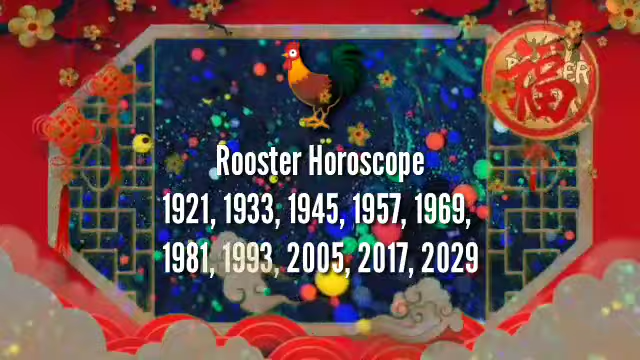 Rooster Horoscope
1921, 1933, 1945, 1957, 1969,
1981, 1993, 2005, 2017, 2029
福